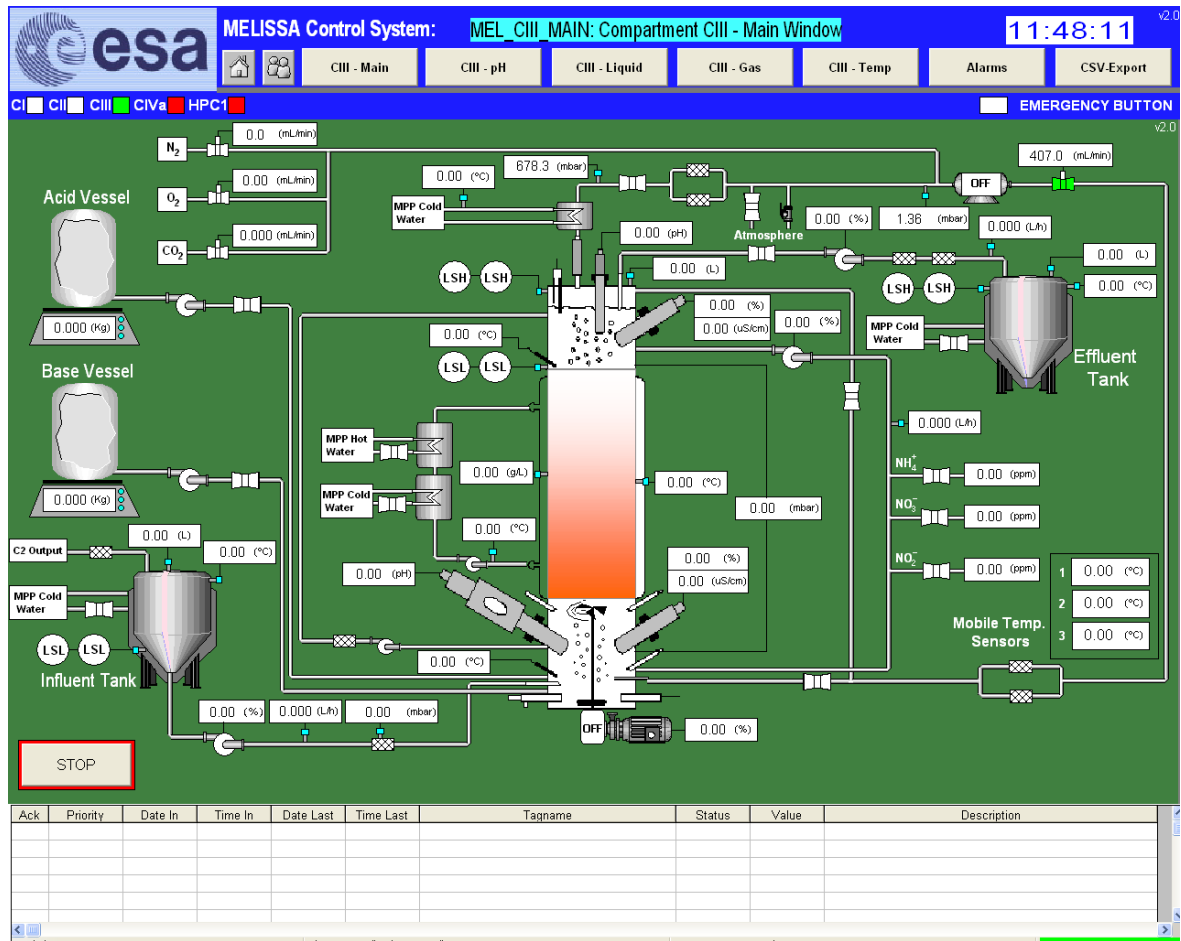 esa
MELISSA Control System:
MEL_CIII_MAIN: Compartment CIII - Main Window
11:48:11
v2.0
CIII - Main
CIII - pH
CIII - Liquid
CIII - Gas
CIII - Temp
Alarms
CSV-Export
CI CII CIII CIVa HPC1
EMERGENCY BUTTON
v2.0
N2
0.0 (mL/min)
O2
0.00 (mL/min)
CO2
0.000 (mL/min)
678.3 (mbar)
0.00 (ºC)
MPP Cold
Water
407.0 (mL/min)
OFF
0.00 (pH)
Atmosphere
0.00 (%)
1.36 (mbar)
0.000 (L/h)
0.00 (L)
0.00 (L)
0.00 (ºC)
Acid Vessel
0.000 (Kg)
LSH LSH
LSH LSH
0.00 (%)
0.00 (uS/cm)
0.00 (%)
MPP Cold
Water
Effluent
Tank
0.00 (ºC)
LSL LSL
Base Vessel
0.000 (Kg)
MPP Hot
Water
0.00 (g/L)
0.00 (ºC)
0.000 (L/h)
MPP Cold
Water
0.00 (mbar)
NH4+
0.00 (ppm)
NO3-
0.00 (ppm)
NO2-
0.00 (ppm)
0.00 (ºC)
0.00 (pH)
0.00 (%)
0.00 (uS/cm)
C2 Output
0.00 (L)
0.00 (ºC)
MPP Cold
Water
LSL LSL
Influent Tank
Mobile Temp.
Sensors
1 0.00 (ºC)
2 0.00 (ºC)
3 0.00 (ºC)
0.00 (ºC)
0.00 (%)
0.000 (L/h)
0.00 (mbar)
OFF
0.00 (%)
STOP
Ack Priority Date In Time In Date Last Time Last Tagname Status Value Description